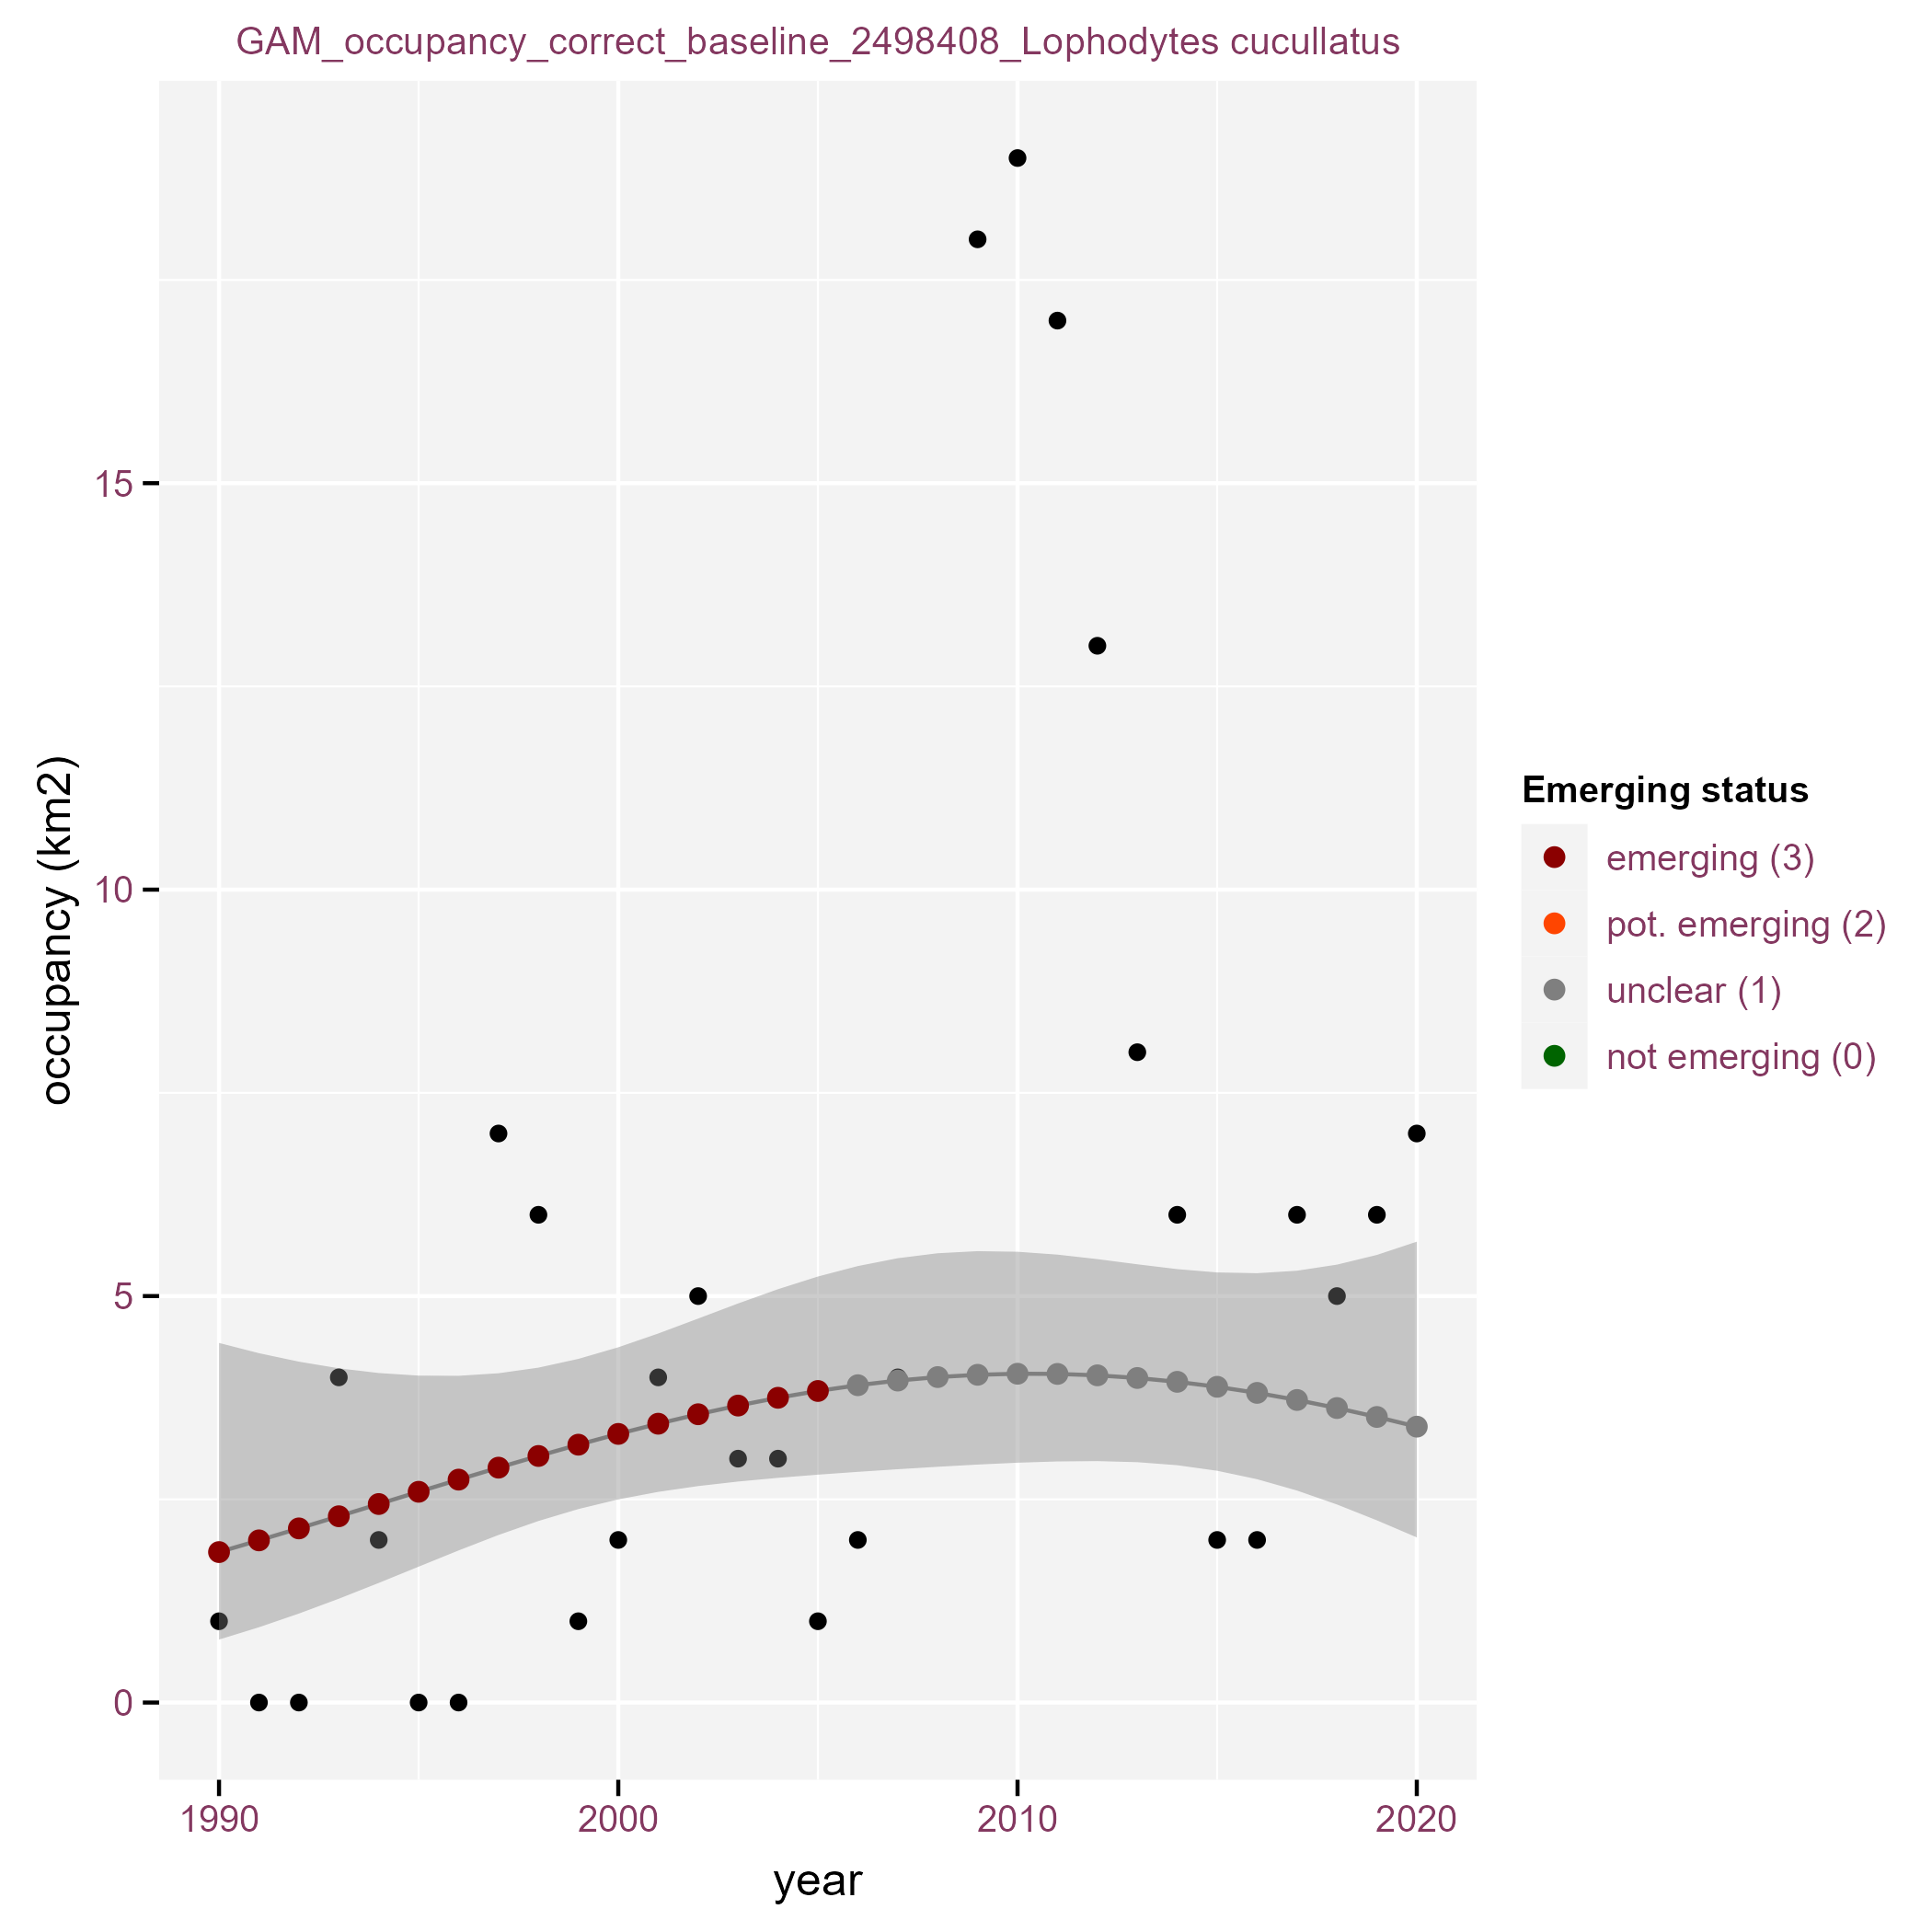 GAM_occupancy_correct_baseline_2498408_Lophodytes cucullatus
occupancy (km2)
15
10
5
0
1990
2000
2010
2020
year
Emerging status
emerging (3)
pot. emerging (2)
unclear (1)
not emerging (0)